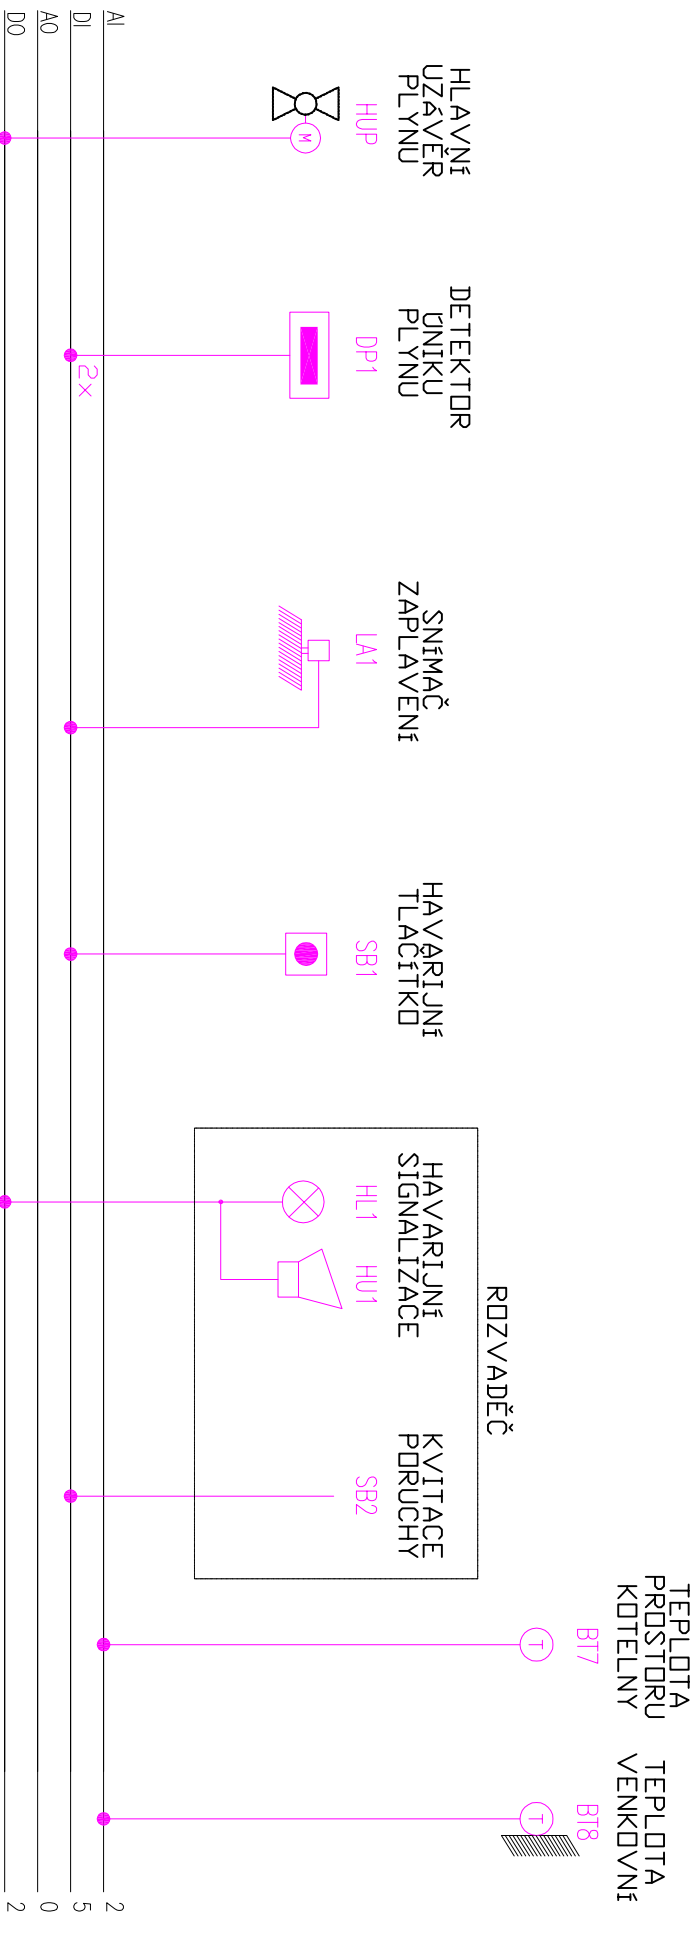 HLAVNÍ
UZÁVĚR
PLYNU
HUP
M
DETEKTOR
ÚNIKU
PLYNU
DP1
2x
SNÍMAČ
ZAPLAVENÍ
LA1
HAVARIJNÍ
TLAČÍTKO
SB1
ROZVADĚČ
HAVARIJNÍ
SIGNALIZACE
HL1
HU1
KVITACE
PORUCHY
SB2
TEPLOTA
PROSTORU
KOTELNY
BT7
T
TEPLOTA
VENKOVNÍ
BT8
T
AI 2
DI 5
AO 0
DO 2